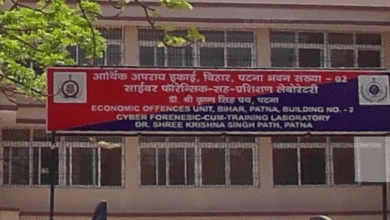 आर्थिक अपराध इकाई, बिहार, पटना भवन संख्या - 02
साईबर फॉरेन्सिक-सह-प्रशिक्षण लेबोरेटरी
डॉ. श्री कृष्ण सिंह पथ, पटना
ECONOMIC OFFENCES UNIT, BIHAR, PATNA, BUILDING NO. - 2
CYBER FORENESIC-CUM-TRAINING LABORATORY
DR. SHREE KRISHNA SINGH PATH, PATNA